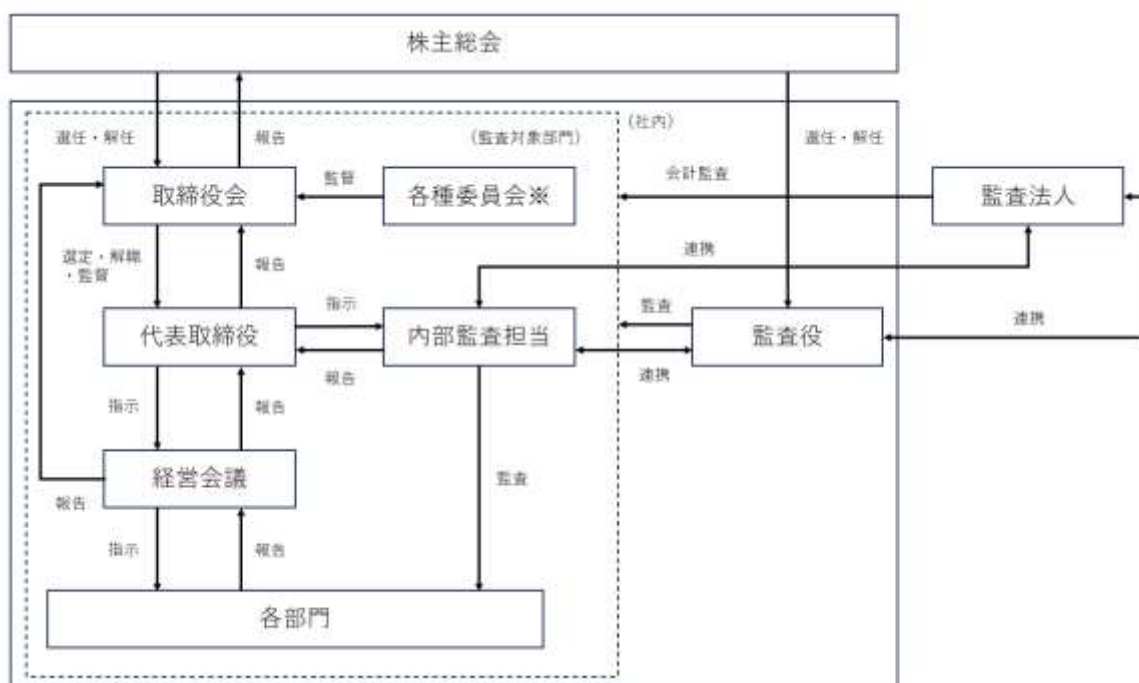 株主総会
(社内)
選任・解任
報告
(監査対象部門)
選任・解任
取締役会
監督
各種委員会※
会計監査
監査法人
選定・解職
・監督
報告
連携
代表取締役
指示
報告
内部監査担当
監査
連携
監査役
連携
指示
報告
経営会議
監査
報告
指示
報告
各部門